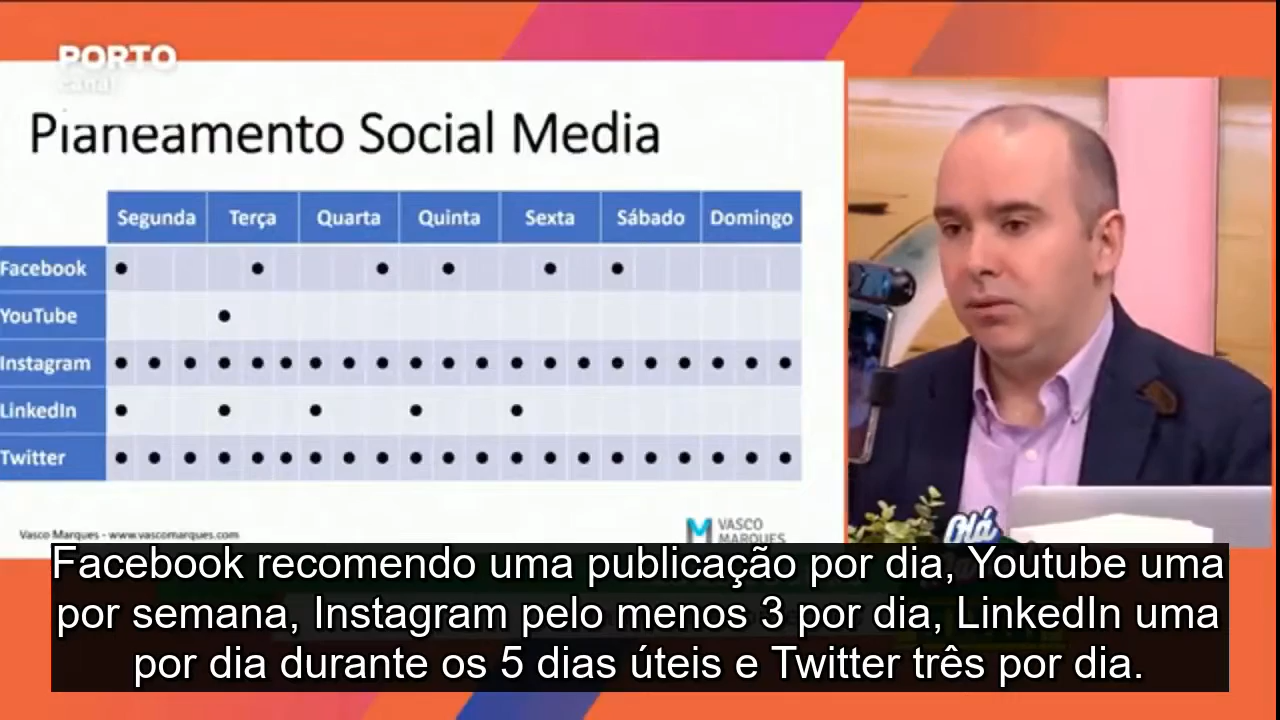 PORTO
canal
Planeamento Social Media
Segunda Terça Quarta Quinta Sexta Sábado Domingo
Facebook
YouTube
Instagram
LinkedIn
Twitter
Vasco Marques - www.vascomarques.com
VASCO
MARQUES
Olá
Facebook recomendo uma publicação por dia, Youtube uma
por semana, Instagram pelo menos 3 por dia, LinkedIn uma
por dia durante os 5 dias úteis e Twitter três por dia.